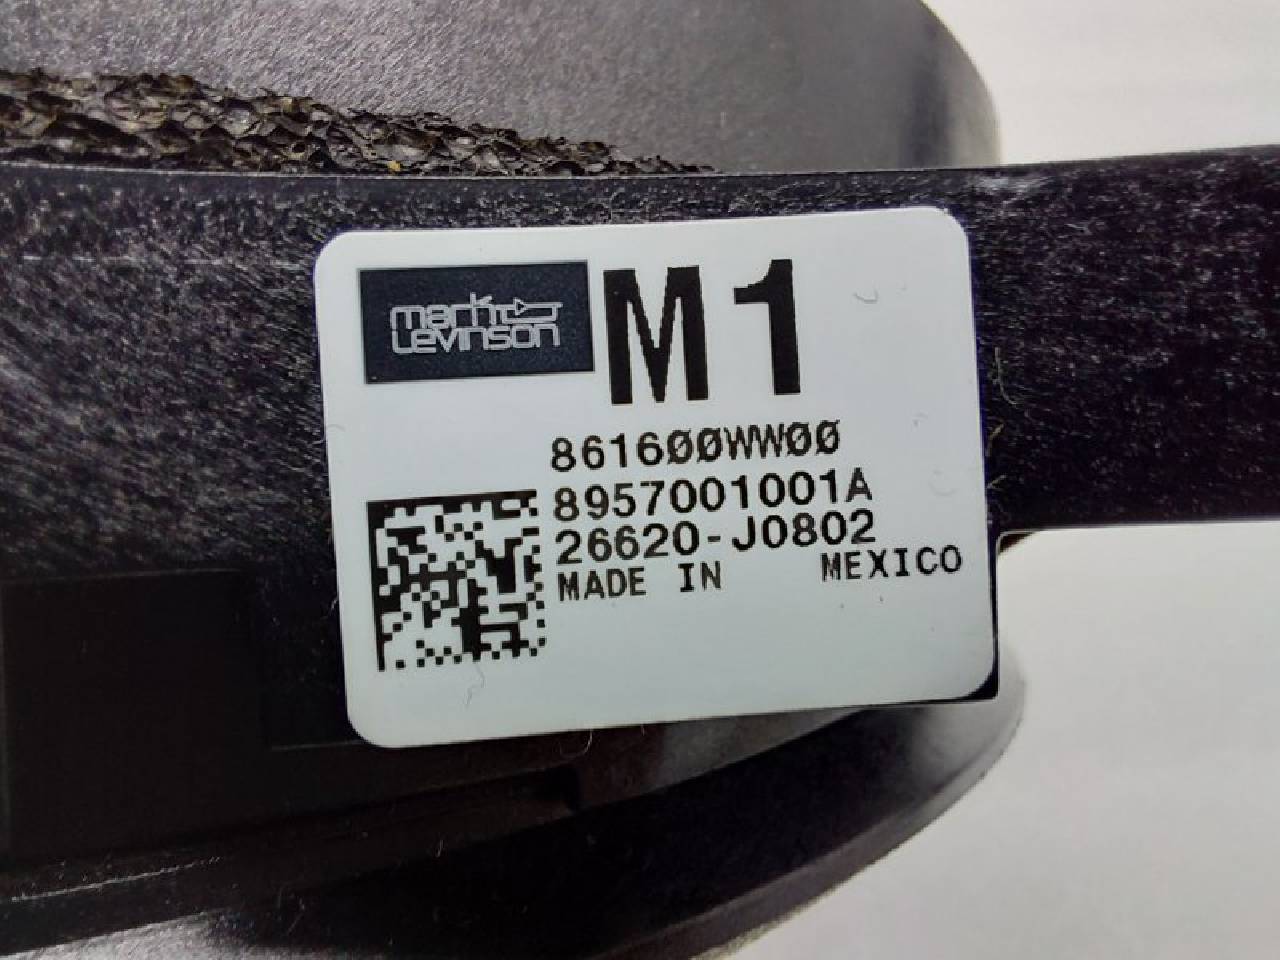 mark Levinson
M1
861600WW00
8957001001A
26620-J0802
MADE IN MEXICO